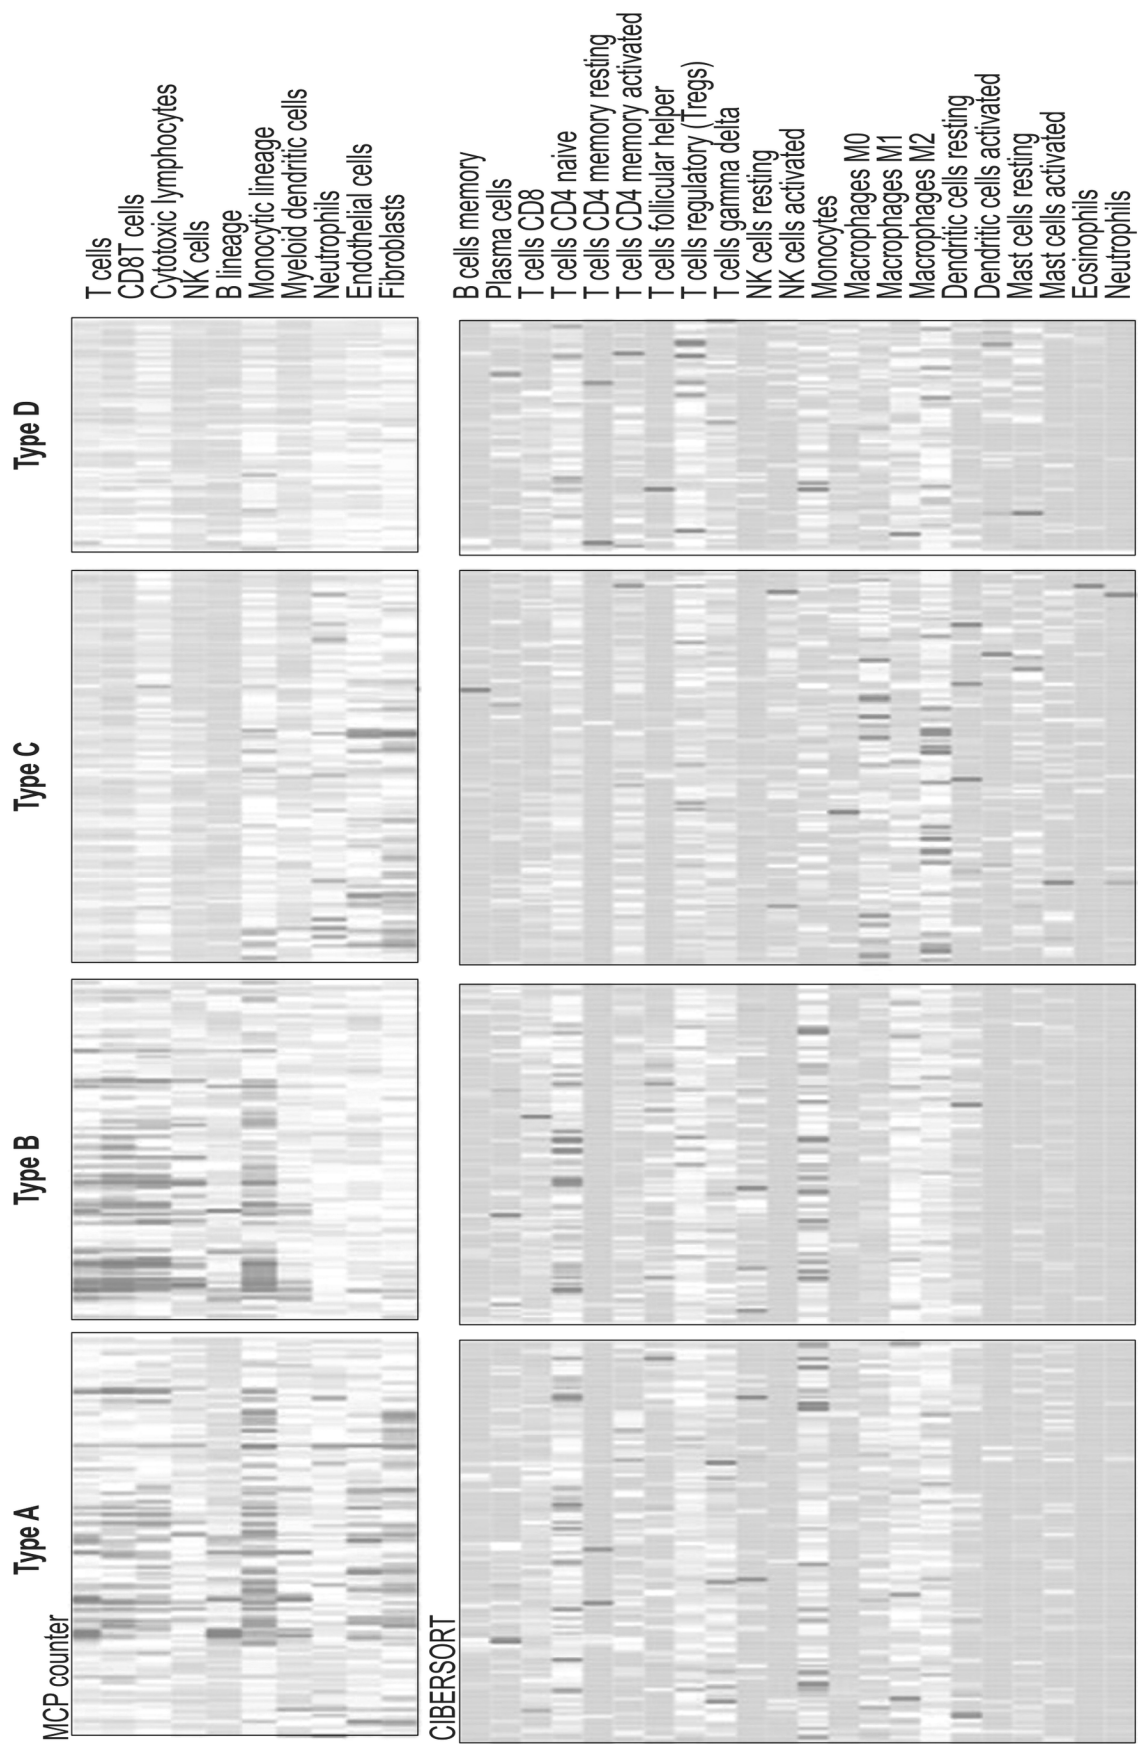 Type A
Type B
Type C
Type D
MCP counter
T cells
CD8T cells
Cytotoxic lymphocytes
NK cells
B lineage
Monocytic lineage
Myeloid dendritic cells
Neutrophils
Endothelial cells
Fibroblasts
CIBERSORT
B cells memory
Plasma cells
T cells CD8
T cells CD4 naive
T cells CD4 memory resting
T cells CD4 memory activated
T cells follicular helper
T cells regulatory (Tregs)
T cells gamma delta
NK cells resting
NK cells activated
Monocytes
Macrophages M0
Macrophages M1
Macrophages M2
Dendritic cells resting
Dendritic cells activated
Mast cells resting
Mast cells activated
Eosinophils
Neutrophils